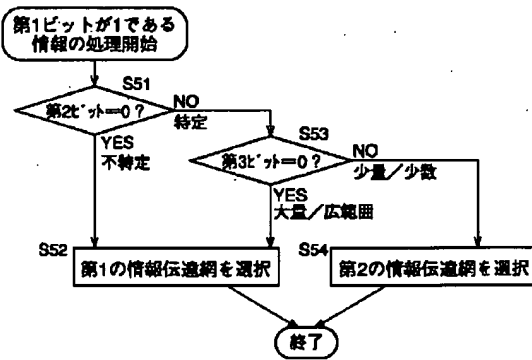 第1ビットが1である
情報の処理開始
S51
第2ビット=0?
NO
特定
YES
不特定
S53
第3ビット=0?
NO
少量/少数
YES
大量/広範囲
S52
第1の情報伝達網を選択
S54
第2の情報伝達網を選択
終了